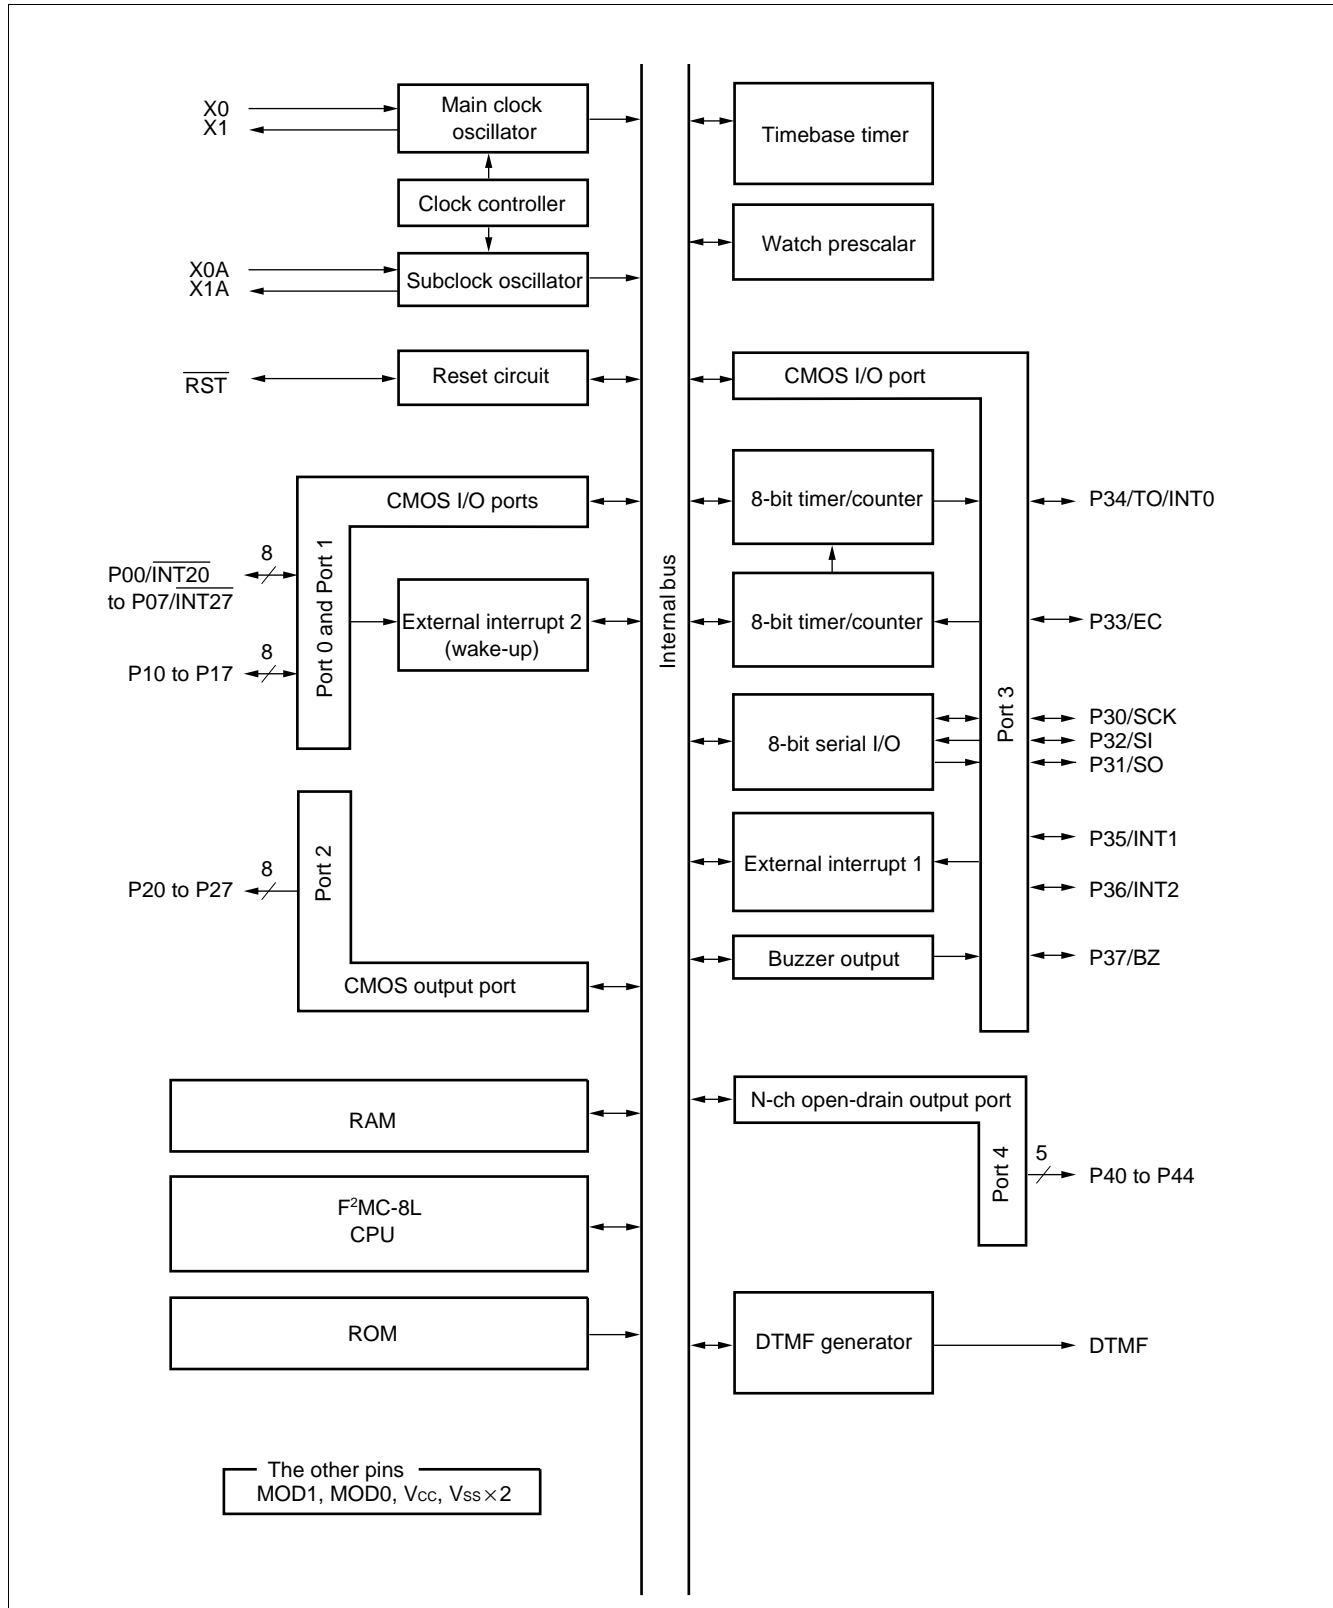 X0
X1
Main clock
oscillator
Clock controller
X0A
X1A
Subclock oscillator
RST
Reset circuit
CMOS I/O ports
Port 0 and Port 1
8
P00/INT20
to P07/INT27
External interrupt 2
(wake-up)
8
P10 to P17
Port 2
8
P20 to P27
CMOS output port
RAM
F²MC-8L
CPU
ROM
The other pins
MOD1, MOD0, VCC, VSS×2
Internal bus
Timebase timer
Watch prescalar
CMOS I/O port
Port 3
8-bit timer/counter
P34/TO/INT0
8-bit timer/counter
P33/EC
8-bit serial I/O
P30/SCK
P32/SI
P31/SO
External interrupt 1
P35/INT1
P36/INT2
Buzzer output
P37/BZ
N-ch open-drain output port
Port 4
5
P40 to P44
DTMF generator
DTMF